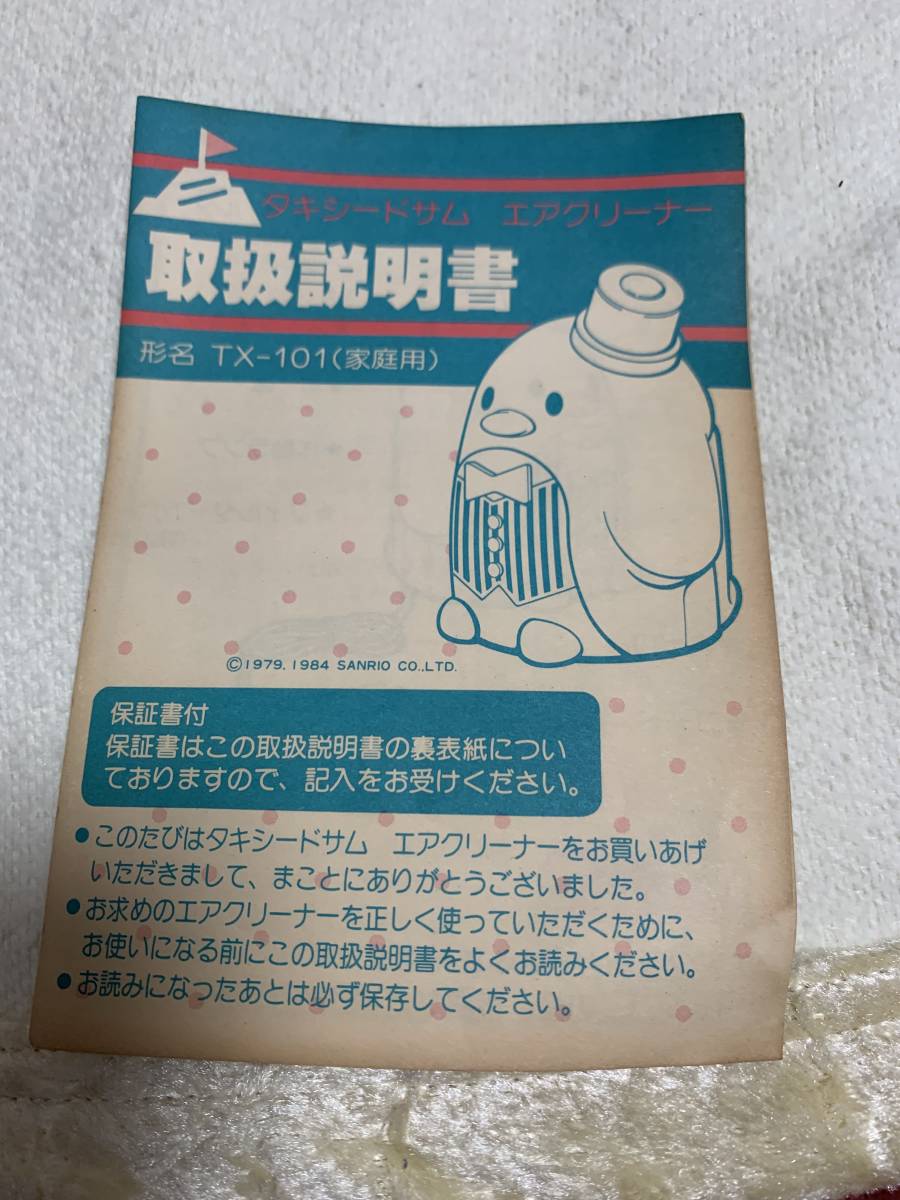 タキシードサム エアクリーナー
取扱説明書
形名 TX-101(家庭用)
©1979, 1984 SANRIO CO.,LTD.
保証書付
保証書はこの取扱説明書の裏表紙につい
ておりますので、記入をお受けください。
●このたびはタキシードサム エアクリーナーをお買いあげ
いただきまして、まことにありがとうございました。
●お求めのエアクリーナーを正しく使っていただくために、
お使いになる前にこの取扱説明書をよくお読みください。
●お読みになったあとは必ず保存してください。